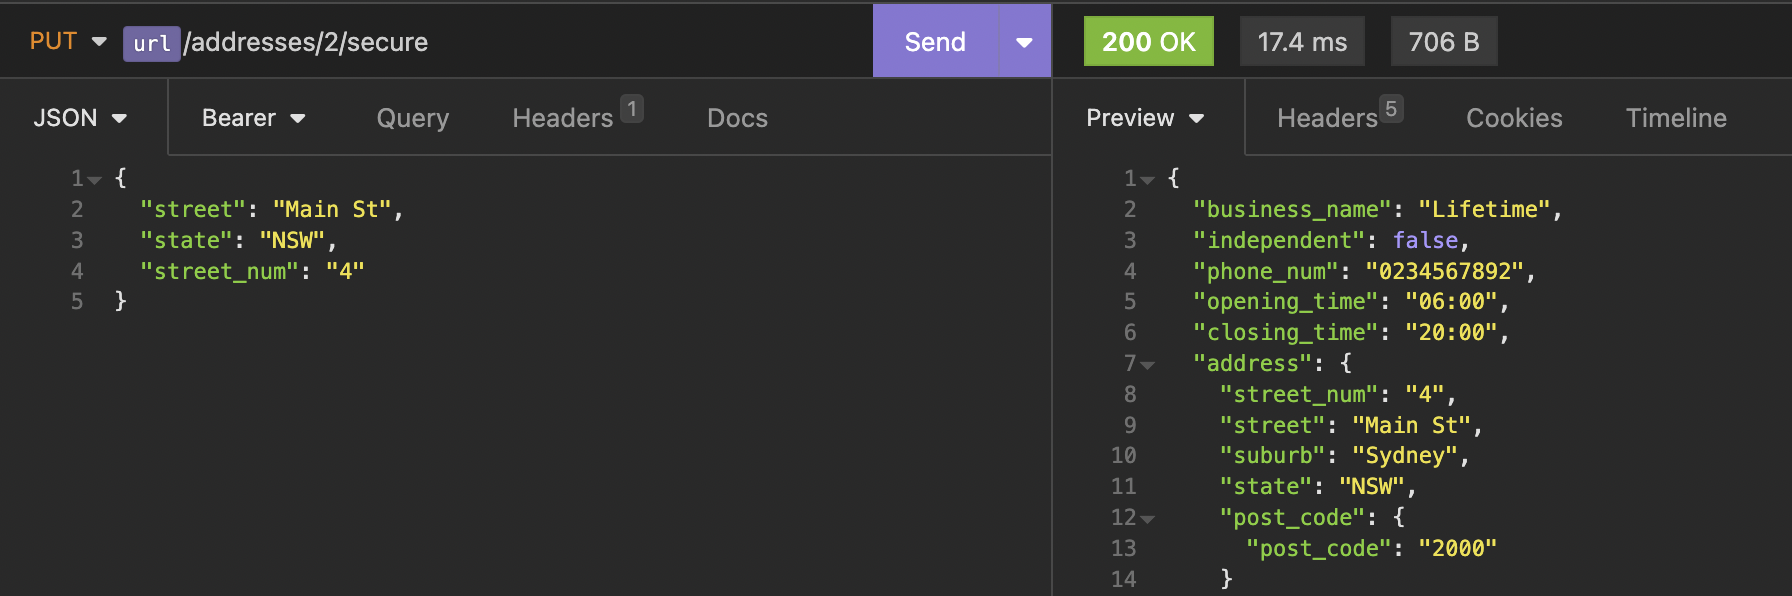 PUT url/addresses/2/secure Send 200 OK 17.4 ms 706 B
JSON Bearer Query Headers 1 Docs Preview Headers 5 Cookies Timeline
1 {
2 "street": "Main St",
3 "state": "NSW",
4 "street_num": "4"
5 }
1 {
2 "business_name": "Lifetime",
3 "independent": false,
4 "phone_num": "0234567892",
5 "opening_time": "06:00",
6 "closing_time": "20:00",
7 "address": {
8 "street_num": "4",
9 "street": "Main St",
10 "suburb": "Sydney",
11 "state": "NSW",
12 "post_code": {
13 "post_code": "2000"
14 }